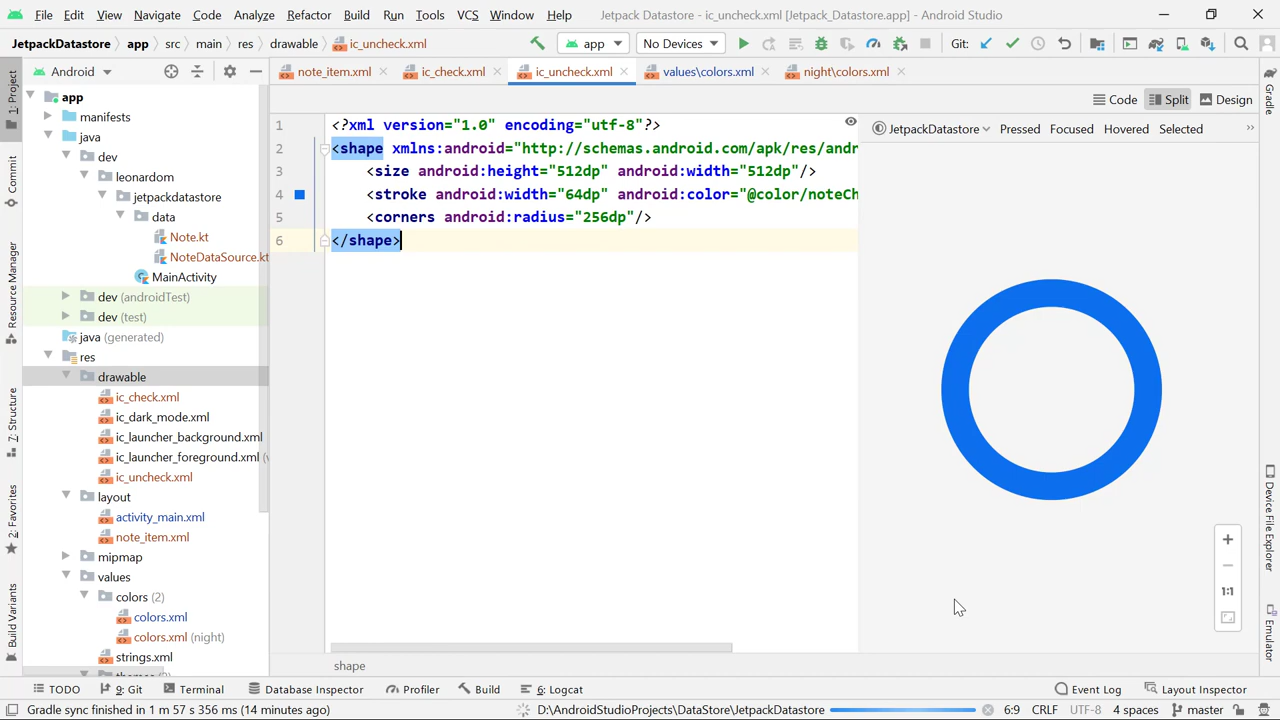 File Edit View Navigate Code Analyze Refactor Build Run Tools VCS Window Help Jetpack Datastore - ic_uncheck.xml [Jetpack_Datastore.app] - Android Studio
JetpackDatastore app src main res drawable ic_uncheck.xml app No Devices Git:
Android note_item.xml ic_check.xml ic_uncheck.xml values\colors.xml night\colors.xml
Code Split Design
JetpackDatastore Pressed Focused Hovered Selected
1: Project
Commit
Resource Manager
7: Structure
2: Favorites
Build Variants
app
manifests
java
dev
leonardom
jetpackdatastore
data
Note.kt
NoteDataSource.kt
MainActivity
dev (androidTest)
dev (test)
java (generated)
res
drawable
ic_check.xml
ic_dark_mode.xml
ic_launcher_background.xml
ic_launcher_foreground.xml (
ic_uncheck.xml
layout
activity_main.xml
note_item.xml
mipmap
values
colors (2)
colors.xml
colors.xml (night)
strings.xml
1 <?xml version="1.0" encoding="utf-8"?>
2 <shape xmlns:android="http://schemas.android.com/apk/res/andr
3 <size android:height="512dp" android:width="512dp"/>
4 <stroke android:width="64dp" android:color="@color/noteCh
5 <corners android:radius="256dp"/>
6 </shape>
1:1
Gradle
Device File Explorer
Emulator
shape
TODO 9: Git Terminal Database Inspector Profiler Build 6: Logcat Event Log Layout Inspector
Gradle sync finished in 1 m 57 s 356 ms (14 minutes ago) D:\AndroidStudioProjects\DataStore\JetpackDatastore 6:9 CRLF UTF-8 4 spaces master